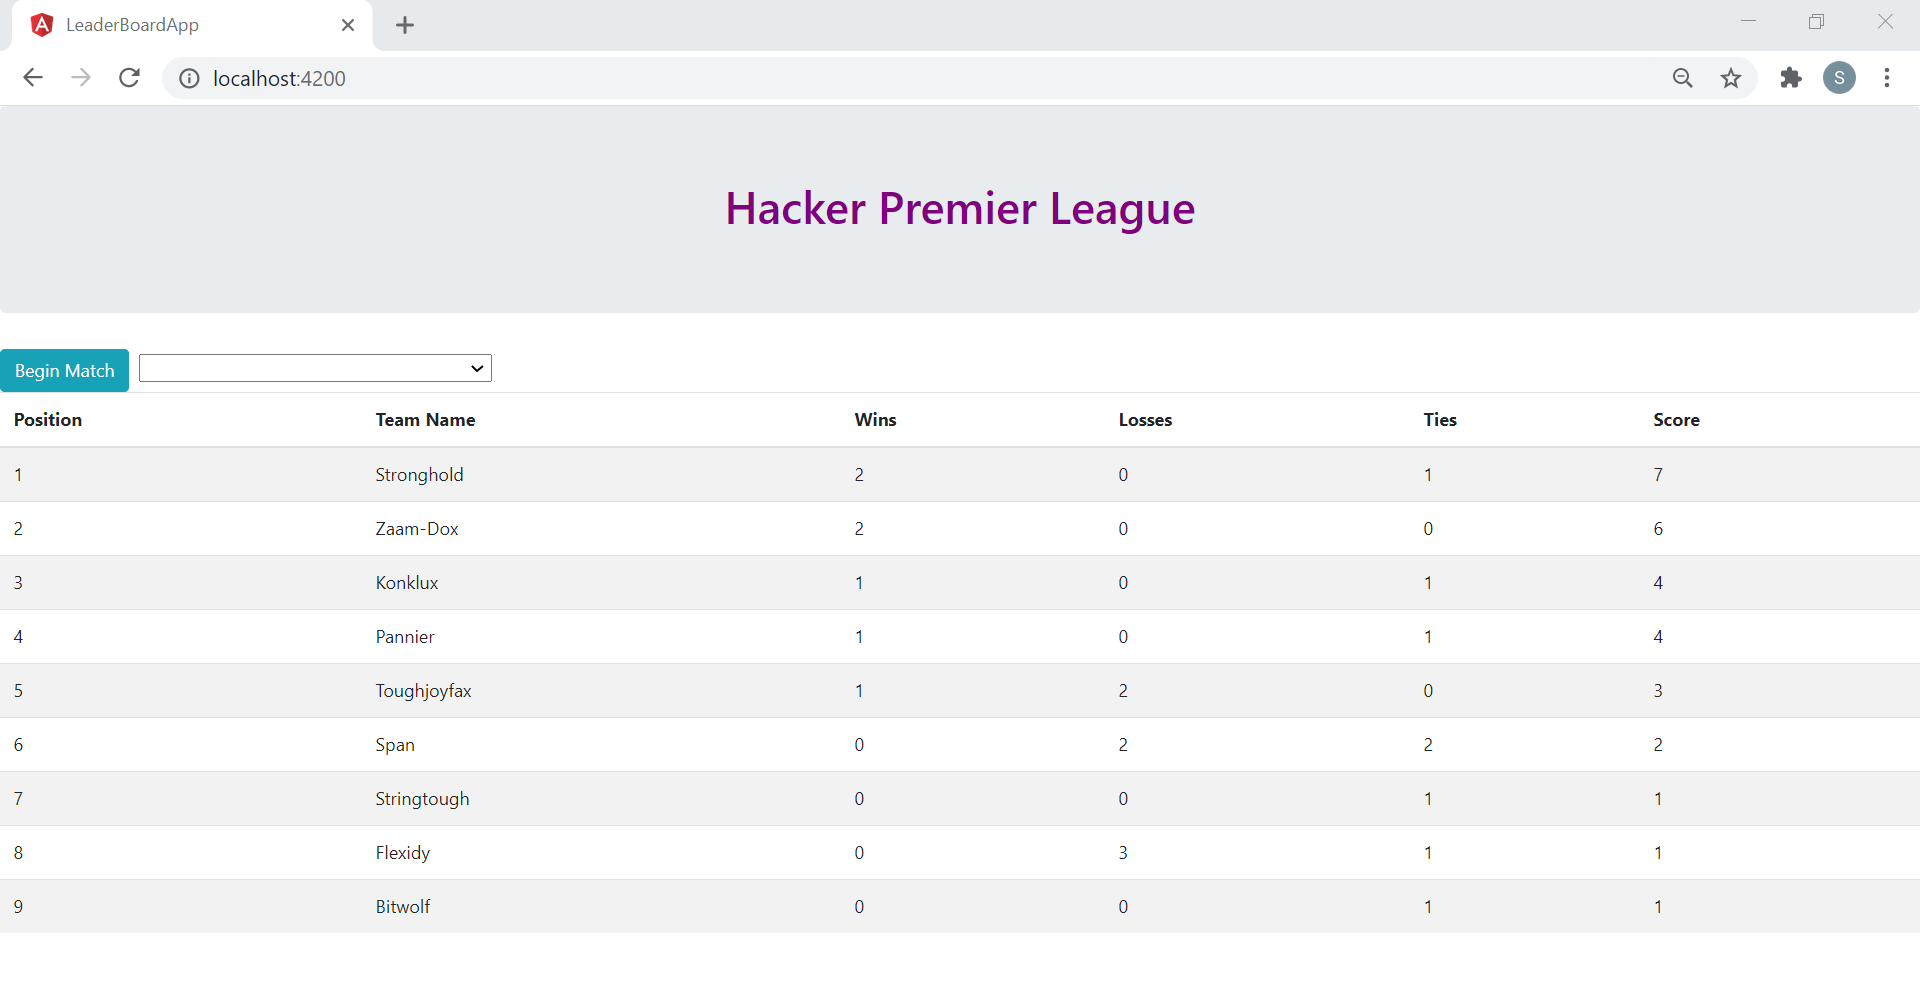 LeaderBoardApp
localhost:4200
S
Hacker Premier League
Begin Match
Position Team Name Wins Losses Ties Score
1 Stronghold 2 0 1 7
2 Zaam-Dox 2 0 0 6
3 Konklux 1 0 1 4
4 Pannier 1 0 1 4
5 Toughjoyfax 1 2 0 3
6 Span 0 2 2 2
7 Stringtough 0 0 1 1
8 Flexidy 0 3 1 1
9 Bitwolf 0 0 1 1